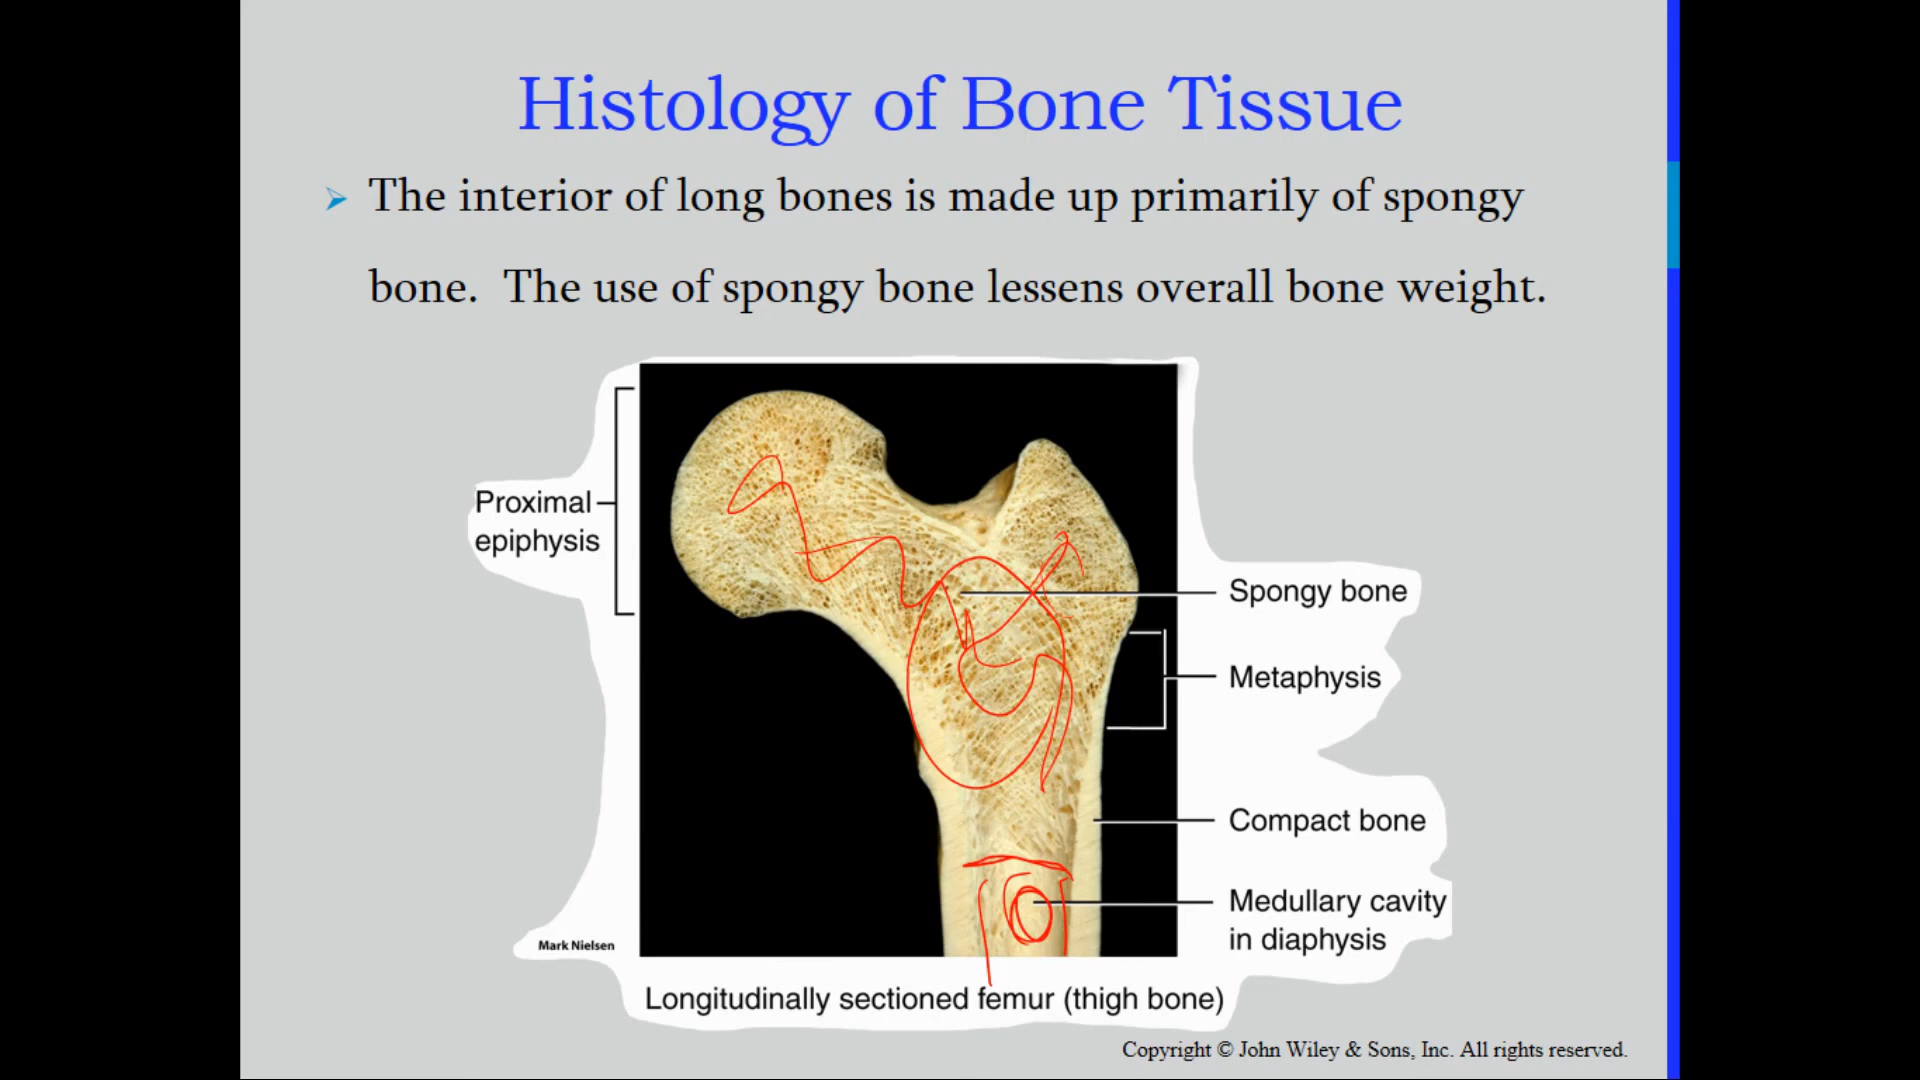 Histology of Bone Tissue
The interior of long bones is made up primarily of spongy
bone. The use of spongy bone lessens overall bone weight.
Proximal
epiphysis
Spongy bone
Metaphysis
Compact bone
Medullary cavity
in diaphysis
Mark Nielsen
Longitudinally sectioned femur (thigh bone)
Copyright © John Wiley & Sons, Inc. All rights reserved.